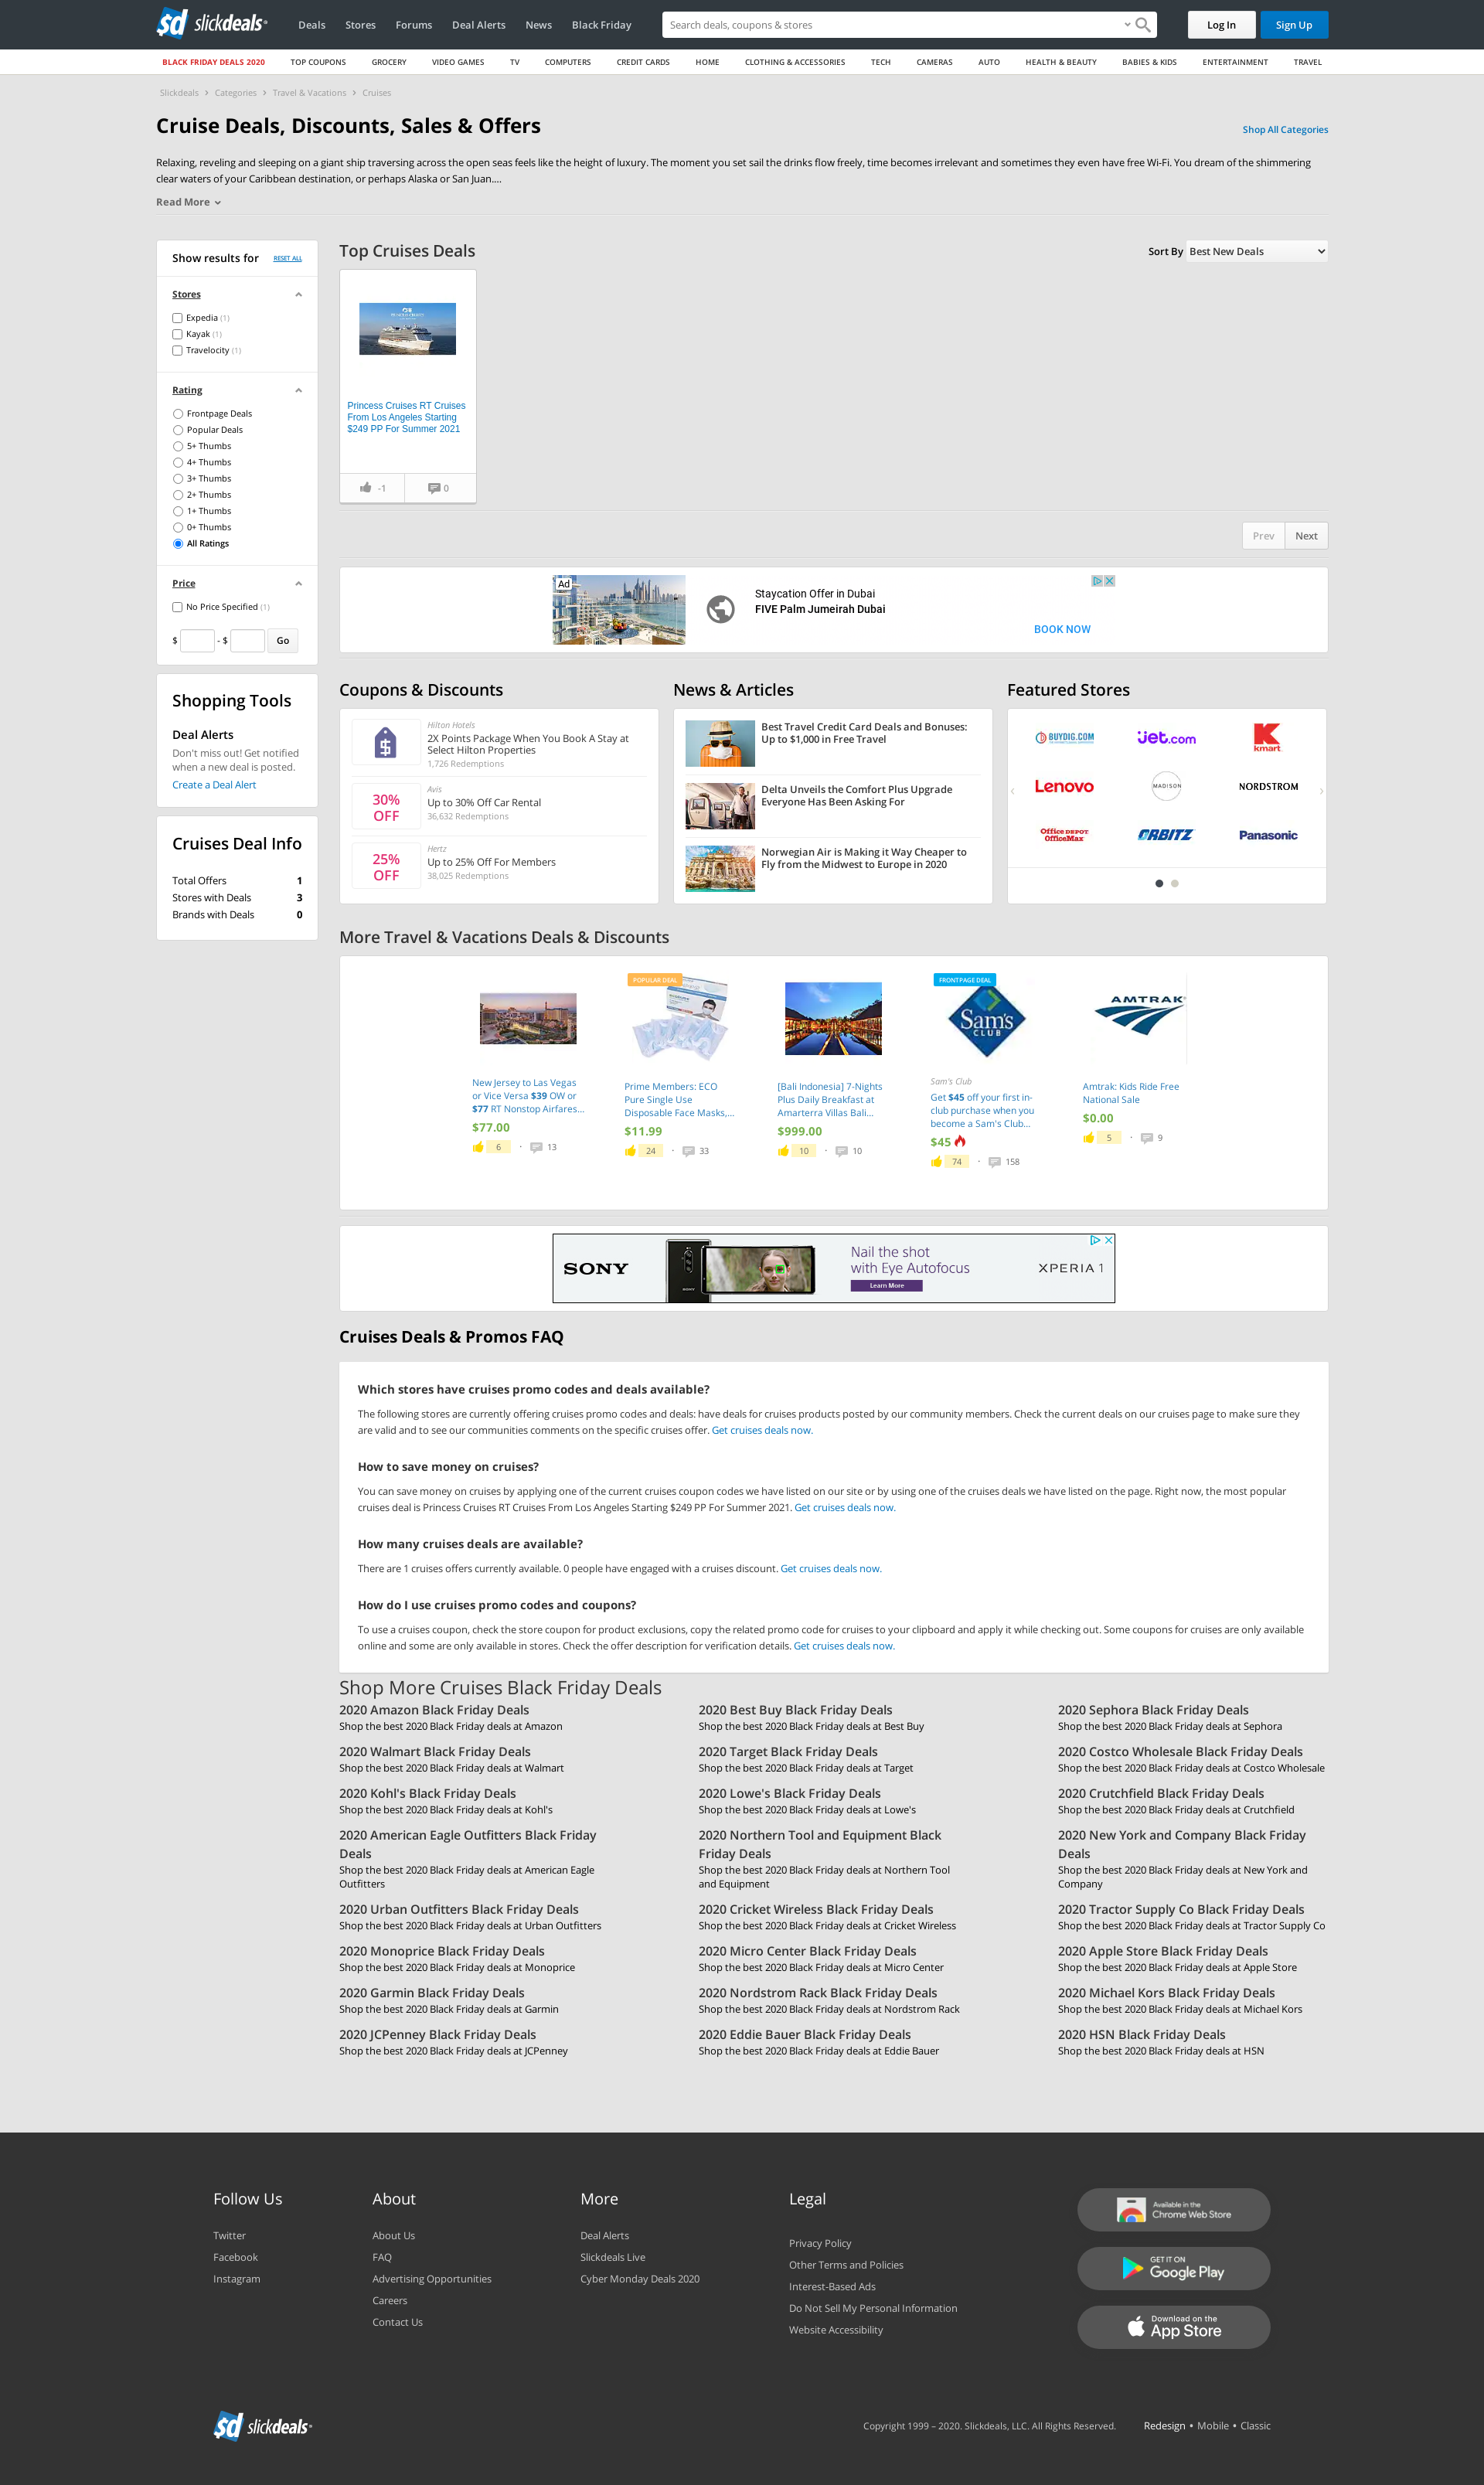 slickdeals
Deals
Stores
Forums
Deal Alerts
News
Black Friday
Search deals, coupons & stores
Log In
Sign Up
BLACK FRIDAY DEALS 2020
TOP COUPONS
GROCERY
VIDEO GAMES
TV
COMPUTERS
CREDIT CARDS
HOME
CLOTHING & ACCESSORIES
TECH
CAMERAS
AUTO
HEALTH & BEAUTY
BABIES & KIDS
ENTERTAINMENT
TRAVEL
Slickdeals › Categories › Travel & Vacations › Cruises
Cruise Deals, Discounts, Sales & Offers
Shop All Categories
Relaxing, reveling and sleeping on a giant ship traversing across the open seas feels like the height of luxury. The moment you set sail the drinks flow freely, time becomes irrelevant and sometimes they even have free Wi-Fi. You dream of the shimmering
clear waters of your Caribbean destination, or perhaps Alaska or San Juan....
Read More
Show results for
RESET ALL
Stores
Expedia (1)
Kayak (1)
Travelocity (1)
Rating
Frontpage Deals
Popular Deals
5+ Thumbs
4+ Thumbs
3+ Thumbs
2+ Thumbs
1+ Thumbs
0+ Thumbs
All Ratings
Price
No Price Specified (1)
$ - $ Go
Shopping Tools
Deal Alerts
Don't miss out! Get notified
when a new deal is posted.
Create a Deal Alert
Cruises Deal Info
Total Offers 1
Stores with Deals 3
Brands with Deals 0
Top Cruises Deals
Sort By Best New Deals
Princess Cruises RT Cruises
From Los Angeles Starting
$249 PP For Summer 2021
-1
0
Prev
Next
Ad
Staycation Offer in Dubai
FIVE Palm Jumeirah Dubai
BOOK NOW
Coupons & Discounts
Hilton Hotels
2X Points Package When You Book A Stay at
Select Hilton Properties
1,726 Redemptions
30%
OFF
Avis
Up to 30% Off Car Rental
36,632 Redemptions
25%
OFF
Hertz
Up to 25% Off For Members
38,025 Redemptions
News & Articles
Best Travel Credit Card Deals and Bonuses:
Up to $1,000 in Free Travel
Delta Unveils the Comfort Plus Upgrade
Everyone Has Been Asking For
Norwegian Air is Making it Way Cheaper to
Fly from the Midwest to Europe in 2020
Featured Stores
BUYDIG.COM
jet.com
kmart
Lenovo
MADISON
NORDSTROM
Office DEPOT
OfficeMax
ORBITZ
Panasonic
More Travel & Vacations Deals & Discounts
New Jersey to Las Vegas
or Vice Versa $39 OW or
$77 RT Nonstop Airfares...
$77.00
6
13
POPULAR DEAL
Prime Members: ECO
Pure Single Use
Disposable Face Masks,...
$11.99
24
33
[Bali Indonesia] 7-Nights
Plus Daily Breakfast at
Amarterra Villas Bali...
$999.00
10
10
FRONTPAGE DEAL
Sam's
CLUB
Sam's Club
Get $45 off your first in-
club purchase when you
become a Sam's Club...
$45
74
158
AMTRAK
Amtrak: Kids Ride Free
National Sale
$0.00
5
9
SONY
SONY
Nail the shot
with Eye Autofocus
Learn More
XPERIA 1
Cruises Deals & Promos FAQ
Which stores have cruises promo codes and deals available?
The following stores are currently offering cruises promo codes and deals: have deals for cruises products posted by our community members. Check the current deals on our cruises page to make sure they
are valid and to see our communities comments on the specific cruises offer. Get cruises deals now.
How to save money on cruises?
You can save money on cruises by applying one of the current cruises coupon codes we have listed on our site or by using one of the cruises deals we have listed on the page. Right now, the most popular
cruises deal is Princess Cruises RT Cruises From Los Angeles Starting $249 PP For Summer 2021. Get cruises deals now.
How many cruises deals are available?
There are 1 cruises offers currently available. 0 people have engaged with a cruises discount. Get cruises deals now.
How do I use cruises promo codes and coupons?
To use a cruises coupon, check the store coupon for product exclusions, copy the related promo code for cruises to your clipboard and apply it while checking out. Some coupons for cruises are only available
online and some are only available in stores. Check the offer description for verification details. Get cruises deals now.
Shop More Cruises Black Friday Deals
2020 Amazon Black Friday Deals
Shop the best 2020 Black Friday deals at Amazon
2020 Best Buy Black Friday Deals
Shop the best 2020 Black Friday deals at Best Buy
2020 Sephora Black Friday Deals
Shop the best 2020 Black Friday deals at Sephora
2020 Walmart Black Friday Deals
Shop the best 2020 Black Friday deals at Walmart
2020 Target Black Friday Deals
Shop the best 2020 Black Friday deals at Target
2020 Costco Wholesale Black Friday Deals
Shop the best 2020 Black Friday deals at Costco Wholesale
2020 Kohl's Black Friday Deals
Shop the best 2020 Black Friday deals at Kohl's
2020 Lowe's Black Friday Deals
Shop the best 2020 Black Friday deals at Lowe's
2020 Crutchfield Black Friday Deals
Shop the best 2020 Black Friday deals at Crutchfield
2020 American Eagle Outfitters Black Friday
Deals
Shop the best 2020 Black Friday deals at American Eagle
Outfitters
2020 Northern Tool and Equipment Black
Friday Deals
Shop the best 2020 Black Friday deals at Northern Tool
and Equipment
2020 New York and Company Black Friday
Deals
Shop the best 2020 Black Friday deals at New York and
Company
2020 Urban Outfitters Black Friday Deals
Shop the best 2020 Black Friday deals at Urban Outfitters
2020 Cricket Wireless Black Friday Deals
Shop the best 2020 Black Friday deals at Cricket Wireless
2020 Tractor Supply Co Black Friday Deals
Shop the best 2020 Black Friday deals at Tractor Supply Co
2020 Monoprice Black Friday Deals
Shop the best 2020 Black Friday deals at Monoprice
2020 Micro Center Black Friday Deals
Shop the best 2020 Black Friday deals at Micro Center
2020 Apple Store Black Friday Deals
Shop the best 2020 Black Friday deals at Apple Store
2020 Garmin Black Friday Deals
Shop the best 2020 Black Friday deals at Garmin
2020 Nordstrom Rack Black Friday Deals
Shop the best 2020 Black Friday deals at Nordstrom Rack
2020 Michael Kors Black Friday Deals
Shop the best 2020 Black Friday deals at Michael Kors
2020 JCPenney Black Friday Deals
Shop the best 2020 Black Friday deals at JCPenney
2020 Eddie Bauer Black Friday Deals
Shop the best 2020 Black Friday deals at Eddie Bauer
2020 HSN Black Friday Deals
Shop the best 2020 Black Friday deals at HSN
Follow Us
Twitter
Facebook
Instagram
About
About Us
FAQ
Advertising Opportunities
Careers
Contact Us
More
Deal Alerts
Slickdeals Live
Cyber Monday Deals 2020
Legal
Privacy Policy
Other Terms and Policies
Interest-Based Ads
Do Not Sell My Personal Information
Website Accessibility
Available in the
Chrome Web Store
GET IT ON
Google Play
Download on the
App Store
slickdeals
Copyright 1999 – 2020. Slickdeals, LLC. All Rights Reserved.
Redesign • Mobile • Classic